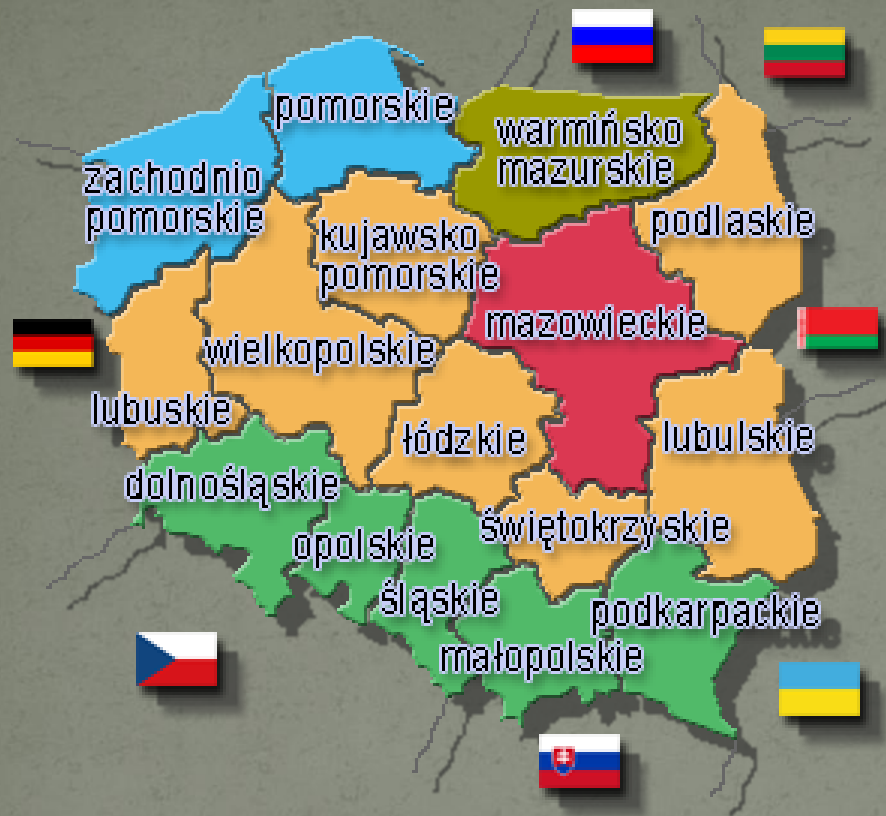 pomorskie
warmińsko
mazurskie
zachodnio
pomorskie
podlaskie
kujawsko
pomorskie
mazowieckie
wielkopolskie
lubuskie
łódzkie
lubulskie
dolnośląskie
świętokrzyskie
opolskie
śląskie
podkarpackie
małopolskie